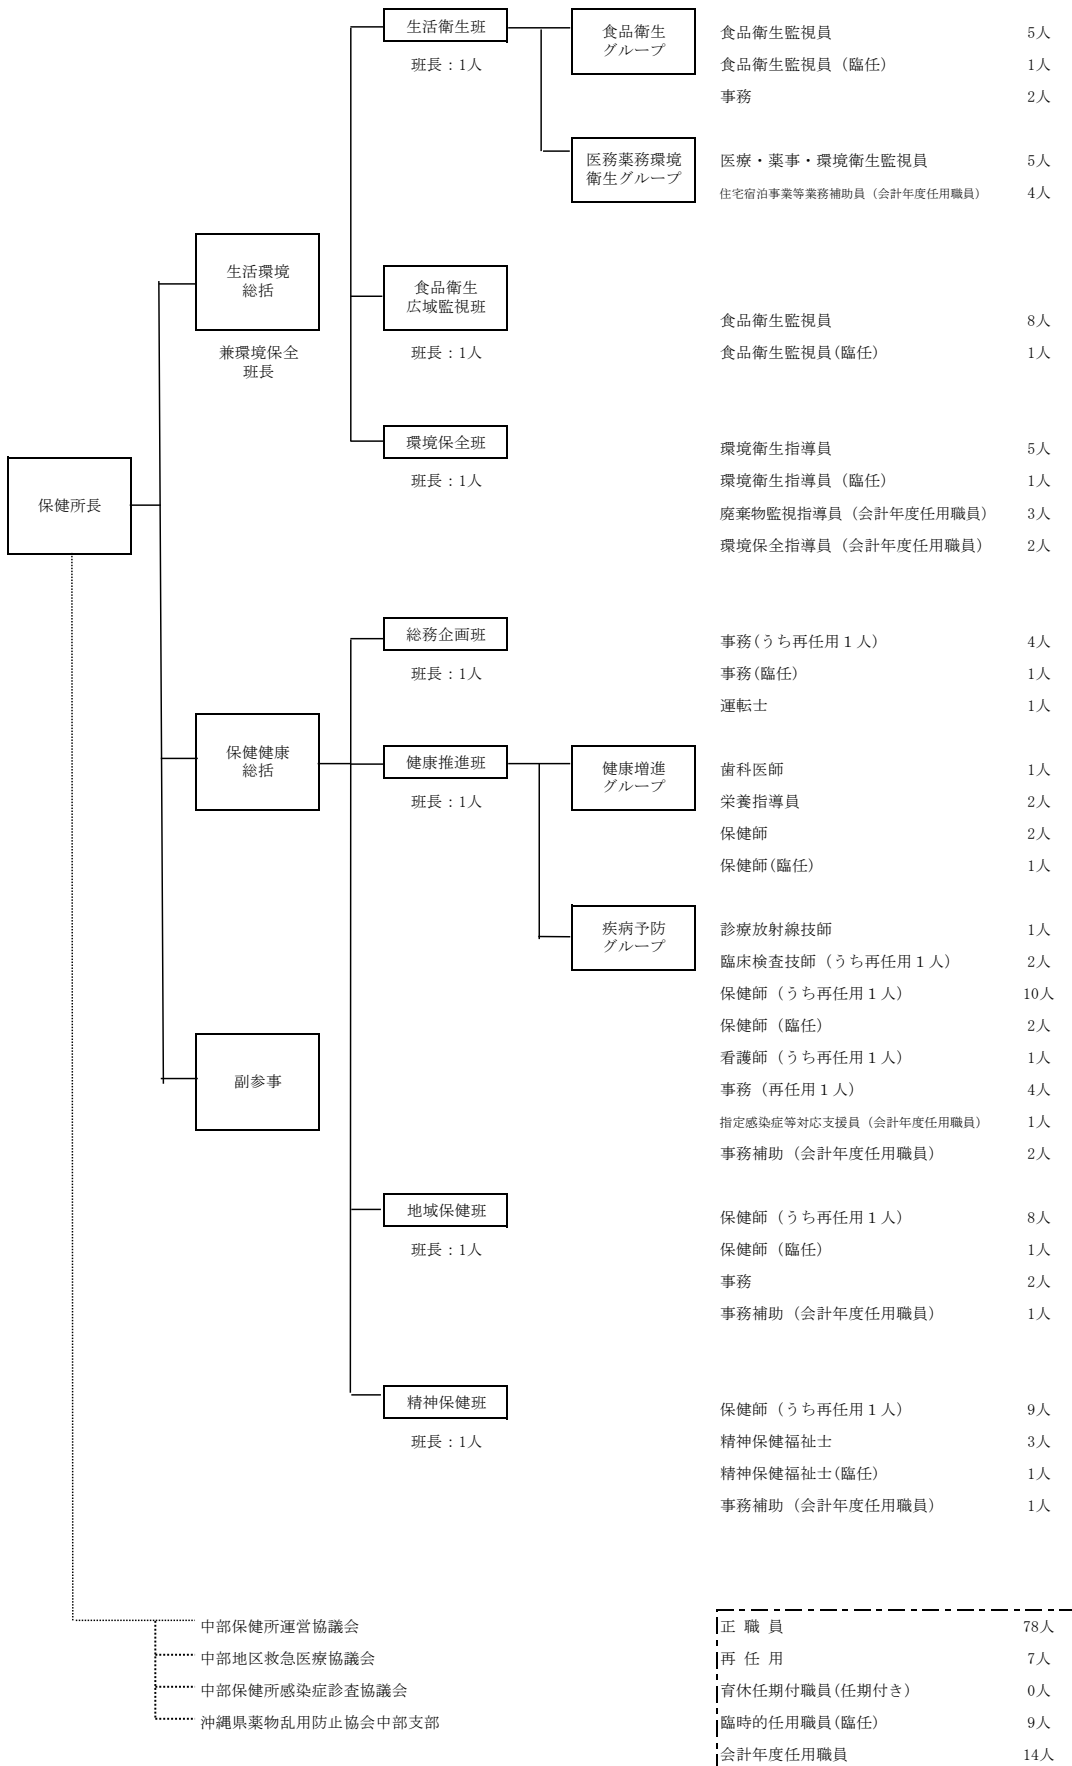 生活衛生班
班長：1人
食品衛生
グループ
食品衛生監視員 5人
食品衛生監視員（臨任） 1人
事務 2人
医務薬務環境
衛生グループ
医療・薬事・環境衛生監視員 5人
住宅宿泊事業等業務補助員（会計年度任用職員） 4人
生活環境
総括
兼環境保全
班長
食品衛生
広域監視班
班長：1人
食品衛生監視員 8人
食品衛生監視員(臨任) 1人
環境保全班
班長：1人
環境衛生指導員 5人
環境衛生指導員（臨任） 1人
廃棄物監視指導員（会計年度任用職員） 3人
環境保全指導員（会計年度任用職員） 2人
保健所長
総務企画班
班長：1人
事務(うち再任用１人) 4人
事務(臨任) 1人
運転士 1人
保健健康
総括
健康推進班
班長：1人
健康増進
グループ
歯科医師 1人
栄養指導員 2人
保健師 2人
保健師(臨任) 1人
疾病予防
グループ
診療放射線技師 1人
臨床検査技師（うち再任用１人） 2人
保健師（うち再任用１人） 10人
保健師（臨任） 2人
看護師（うち再任用１人） 1人
事務（再任用１人） 4人
指定感染症等対応支援員（会計年度任用職員） 1人
事務補助（会計年度任用職員） 2人
副参事
地域保健班
班長：1人
保健師（うち再任用１人） 8人
保健師（臨任） 1人
事務 2人
事務補助（会計年度任用職員） 1人
精神保健班
班長：1人
保健師（うち再任用１人） 9人
精神保健福祉士 3人
精神保健福祉士(臨任) 1人
事務補助（会計年度任用職員） 1人
中部保健所運営協議会
中部地区救急医療協議会
中部保健所感染症診査協議会
沖縄県薬物乱用防止協会中部支部
正 職 員 78人
再 任 用 7人
育休任期付職員(任期付き) 0人
臨時的任用職員(臨任) 9人
会計年度任用職員 14人